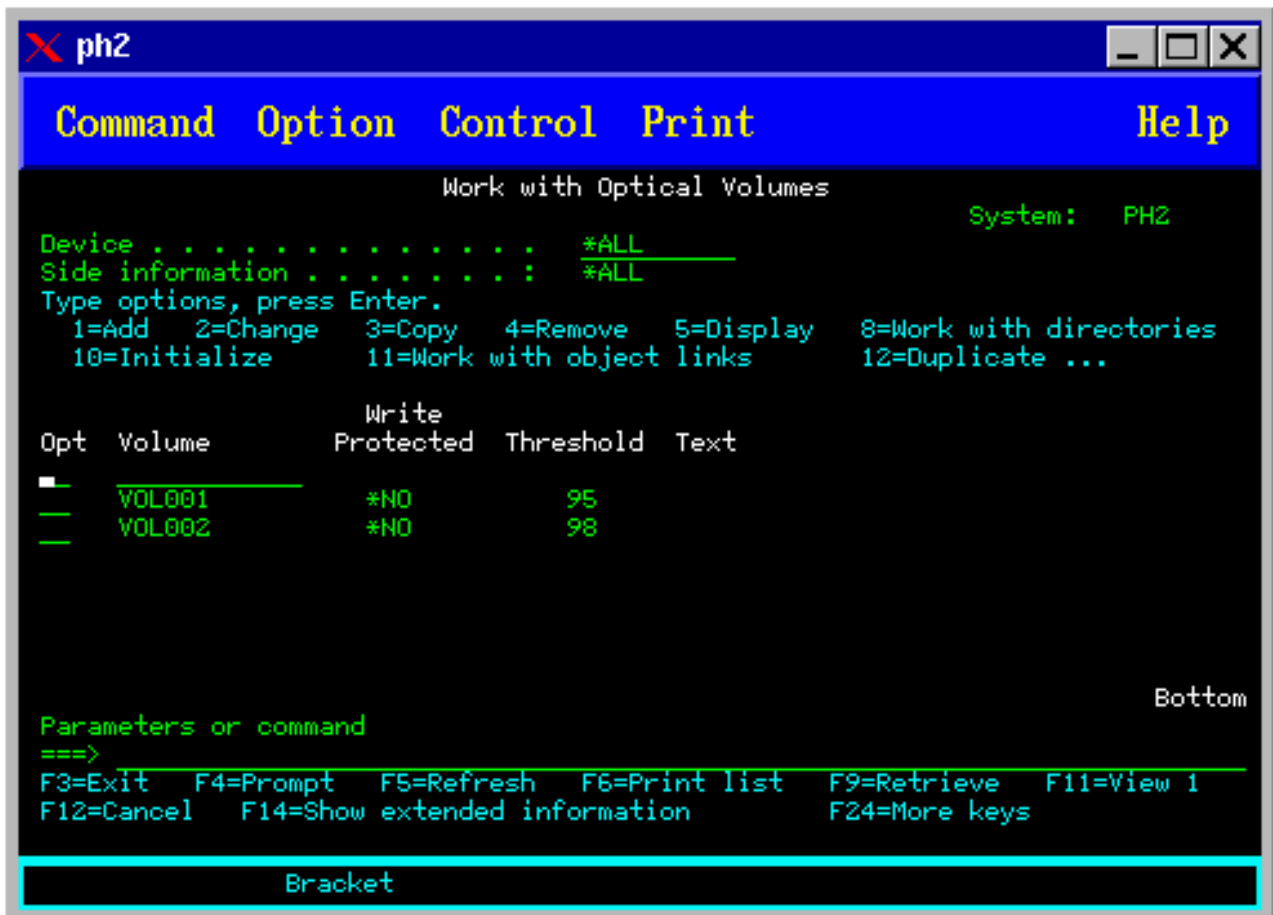 ph2
Command Option Control Print Help
Work with Optical Volumes
System: PH2
Device . . . . . . . . . . . . . *ALL
Side information . . . . . . . : *ALL
Type options, press Enter.
1=Add 2=Change 3=Copy 4=Remove 5=Display 8=Work with directories
10=Initialize 11=Work with object links 12=Duplicate ...
Write
Opt Volume Protected Threshold Text
VOL001 *NO 95
VOL002 *NO 98
Bottom
Parameters or command
===>
F3=Exit F4=Prompt F5=Refresh F6=Print list F9=Retrieve F11=View 1
F12=Cancel F14=Show extended information F24=More keys
Bracket